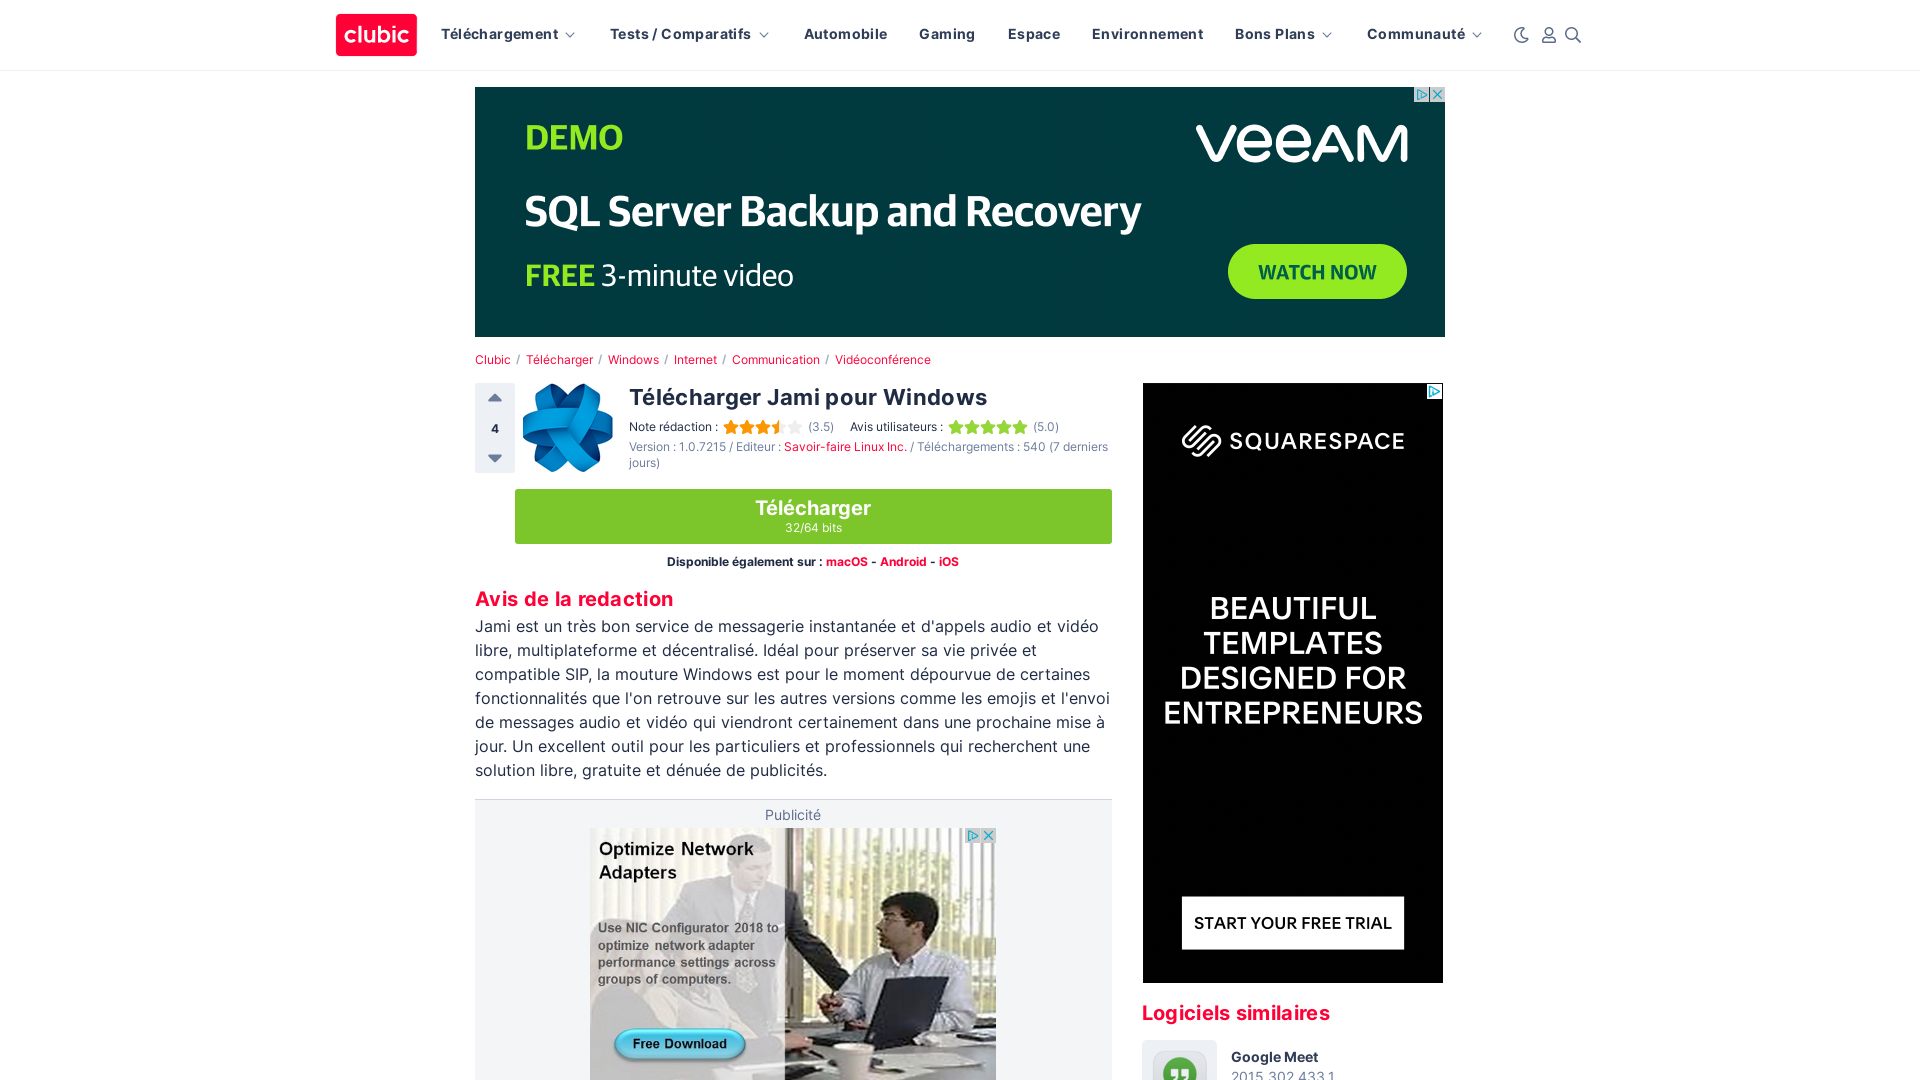 clubic
Téléchargement
Tests / Comparatifs
Automobile
Gaming
Espace
Environnement
Bons Plans
Communauté
DEMO
veeAM
SQL Server Backup and Recovery
FREE 3-minute video
WATCH NOW
Clubic / Télécharger / Windows / Internet / Communication / Vidéoconférence
4
Télécharger Jami pour Windows
Note rédaction : (3.5) Avis utilisateurs : (5.0)
Version : 1.0.7215 / Editeur : Savoir-faire Linux Inc. / Téléchargements : 540 (7 derniers
jours)
Télécharger
32/64 bits
Disponible également sur : macOS - Android - iOS
Avis de la redaction
Jami est un très bon service de messagerie instantanée et d'appels audio et vidéo
libre, multiplateforme et décentralisé. Idéal pour préserver sa vie privée et
compatible SIP, la mouture Windows est pour le moment dépourvue de certaines
fonctionnalités que l'on retrouve sur les autres versions comme les emojis et l'envoi
de messages audio et vidéo qui viendront certainement dans une prochaine mise à
jour. Un excellent outil pour les particuliers et professionnels qui recherchent une
solution libre, gratuite et dénuée de publicités.
Publicité
Optimize Network
Adapters
Use NIC Configurator 2018 to
optimize network adapter
performance settings across
groups of computers.
Free Download
SQUARESPACE
BEAUTIFUL
TEMPLATES
DESIGNED FOR
ENTREPRENEURS
START YOUR FREE TRIAL
Logiciels similaires
Google Meet
2015.302.433.1